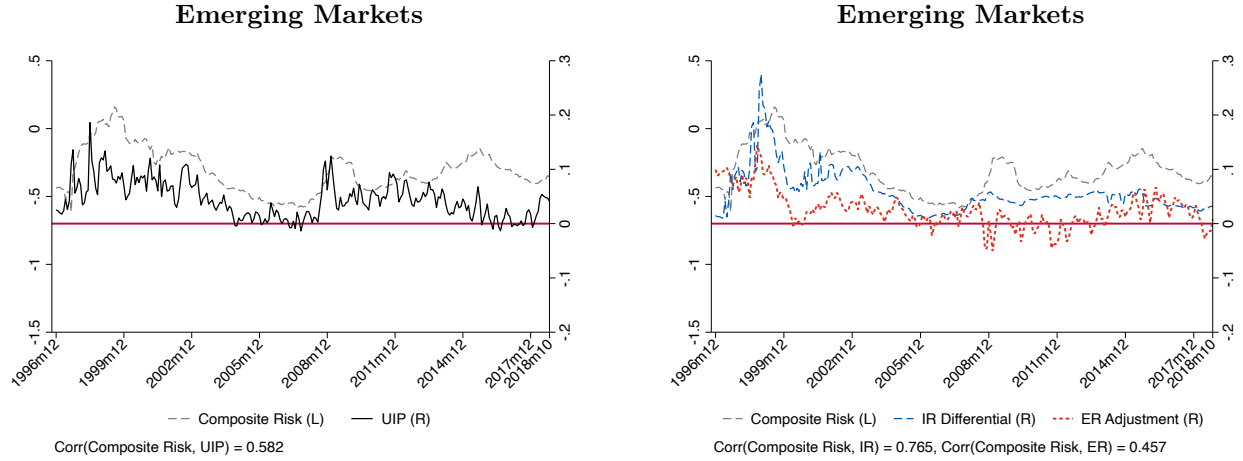 Emerging Markets
.5
0
-.5
-1
-1.5
.3
.2
.1
0
-.1
-.2
1996m12
1999m12
2002m12
2005m12
2008m12
2011m12
2014m12
2017m12
2018m10
Composite Risk (L) UIP (R)
Corr(Composite Risk, UIP) = 0.582
Emerging Markets
.5
0
-.5
-1
-1.5
.3
.2
.1
0
-.1
-.2
1996m12
1999m12
2002m12
2005m12
2008m12
2011m12
2014m12
2017m12
2018m10
Composite Risk (L) IR Differential (R) ER Adjustment (R)
Corr(Composite Risk, IR) = 0.765, Corr(Composite Risk, ER) = 0.457